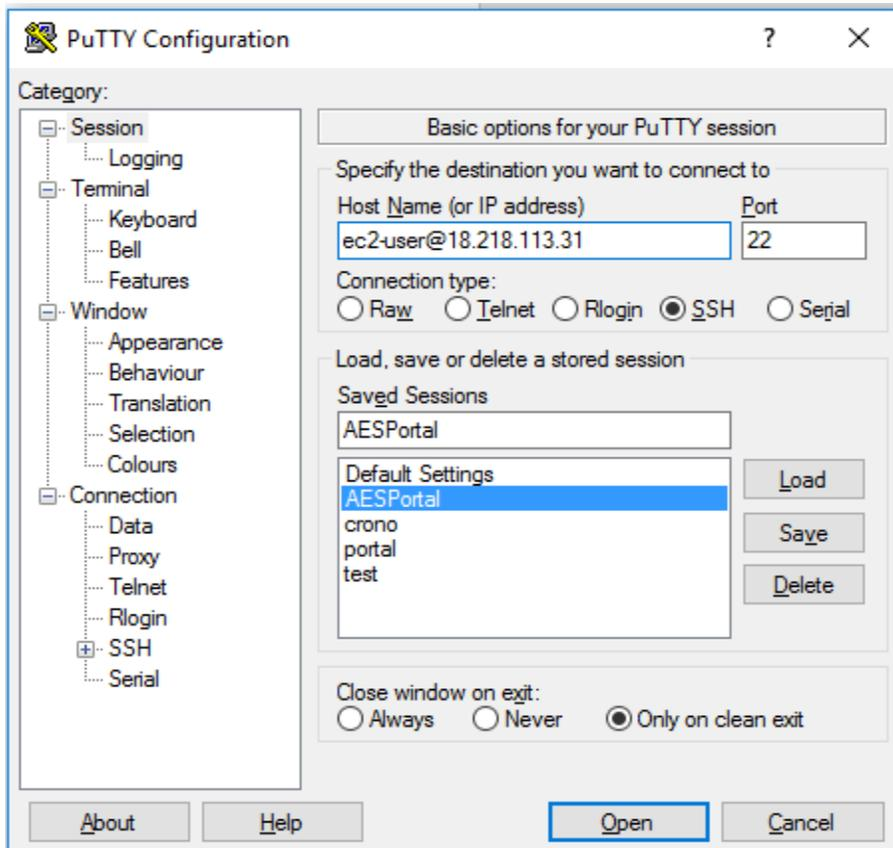 PuTTY Configuration
?
Category:
Session
Logging
Terminal
Keyboard
Bell
Features
Window
Appearance
Behaviour
Translation
Selection
Colours
Connection
Data
Proxy
Telnet
Rlogin
SSH
Serial
Basic options for your PuTTY session
Specify the destination you want to connect to
Host Name (or IP address) Port
ec2-user@18.218.113.31 22
Connection type:
Raw Telnet Rlogin SSH Serial
Load, save or delete a stored session
Saved Sessions
AESPortal
Default Settings
AESPortal
crono
portal
test
Load
Save
Delete
Close window on exit:
Always Never Only on clean exit
About Help Open Cancel